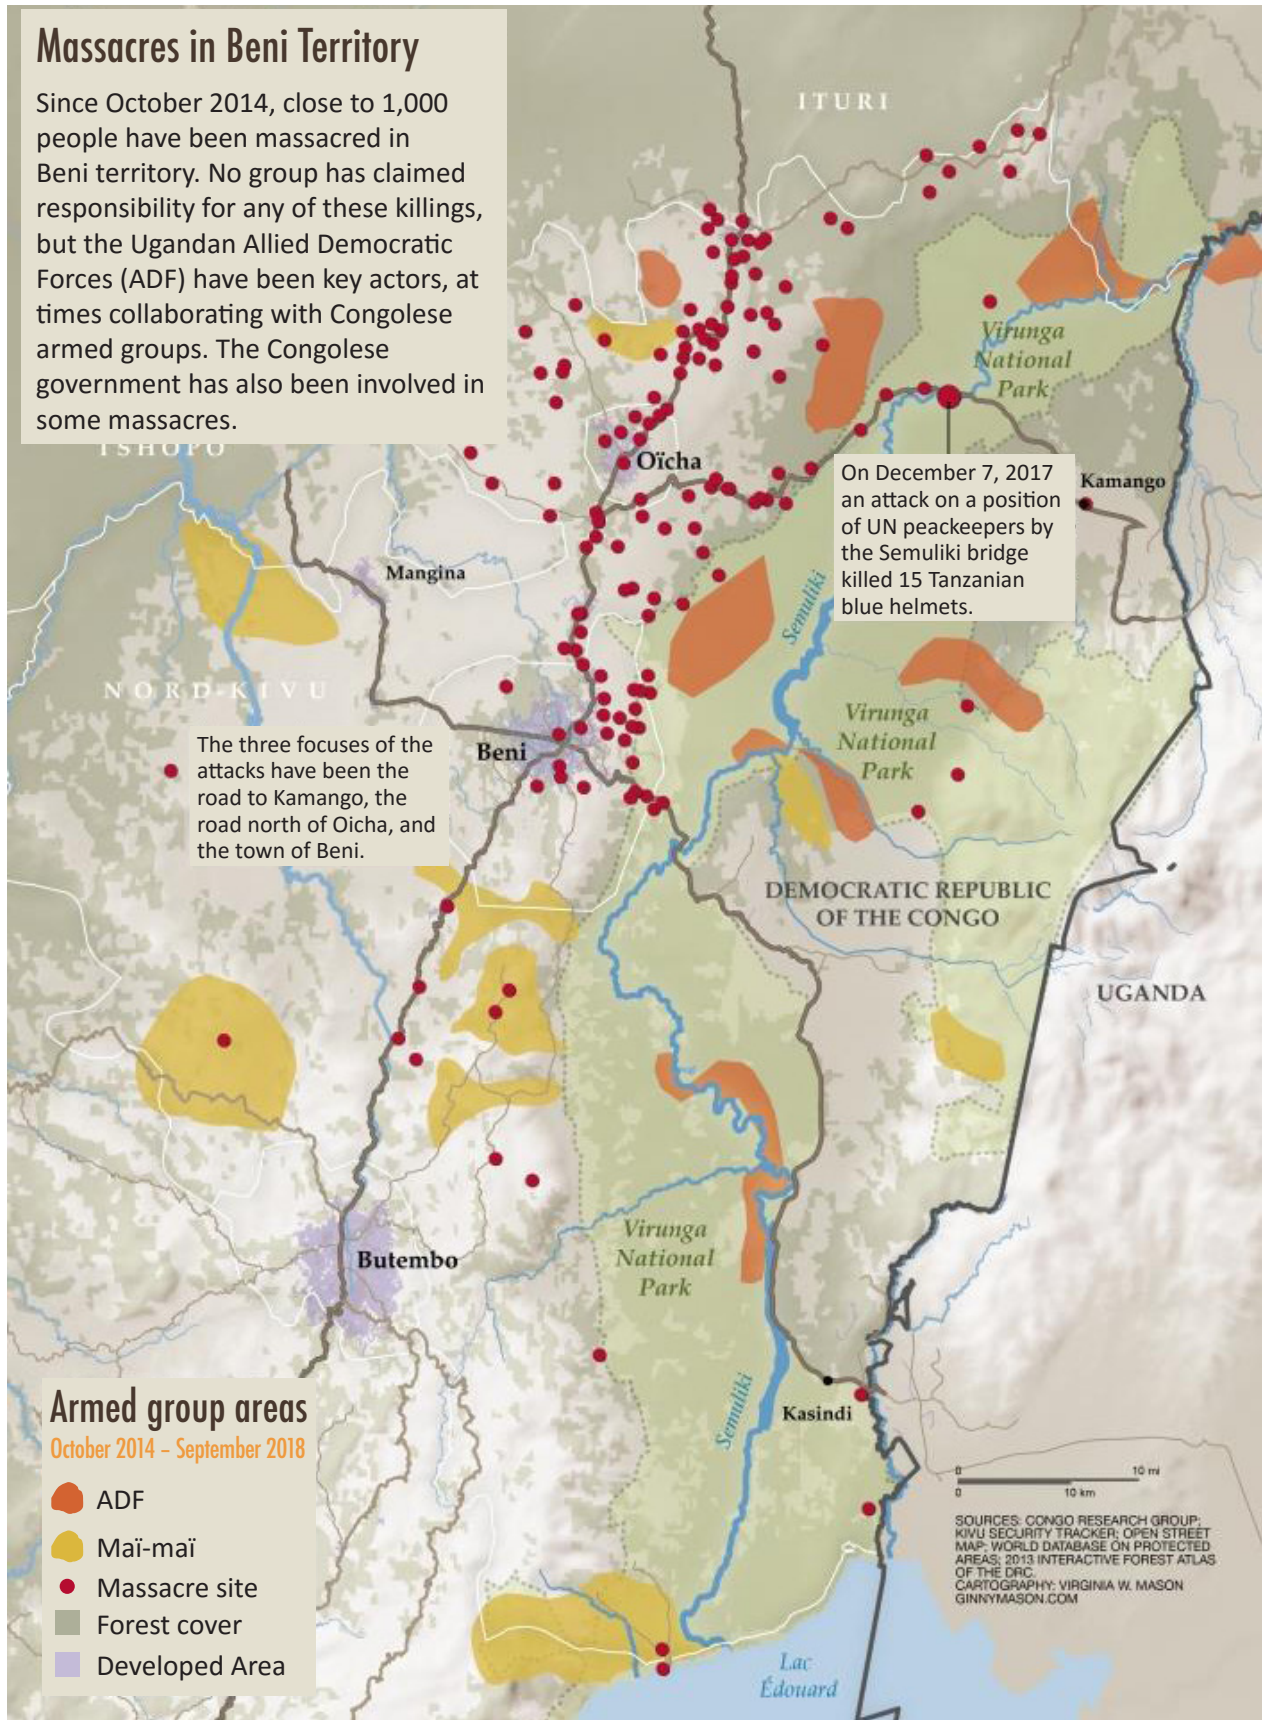 Massacres in Beni Territory
Since October 2014, close to 1,000
people have been massacred in
Beni territory. No group has claimed
responsibility for any of these killings,
but the Ugandan Allied Democratic
Forces (ADF) have been key actors, at
times collaborating with Congolese
armed groups. The Congolese
government has also been involved in
some massacres.
ITURI
TSHOPO
Virunga
National
Park
Oïcha
On December 7, 2017
an attack on a position
of UN peackeepers by
the Semuliki bridge
killed 15 Tanzanian
blue helmets.
Kamango
Mangina
Semuliki
NORD-KIVU
Virunga
National
Park
The three focuses of the
attacks have been the
road to Kamango, the
road north of Oicha, and
the town of Beni.
Beni
DEMOCRATIC REPUBLIC
OF THE CONGO
UGANDA
Virunga
National
Park
Butembo
Semuliki
Kasindi
Armed group areas
October 2014 – September 2018
ADF
Maï-maï
Massacre site
Forest cover
Developed Area
0 10 mi
0 10 km
SOURCES: CONGO RESEARCH GROUP;
KIVU SECURITY TRACKER; OPEN STREET
MAP; WORLD DATABASE ON PROTECTED
AREAS; 2013 INTERACTIVE FOREST ATLAS
OF THE DRC.
CARTOGRAPHY: VIRGINIA W. MASON
GINNYMASON.COM
Lac
Édouard